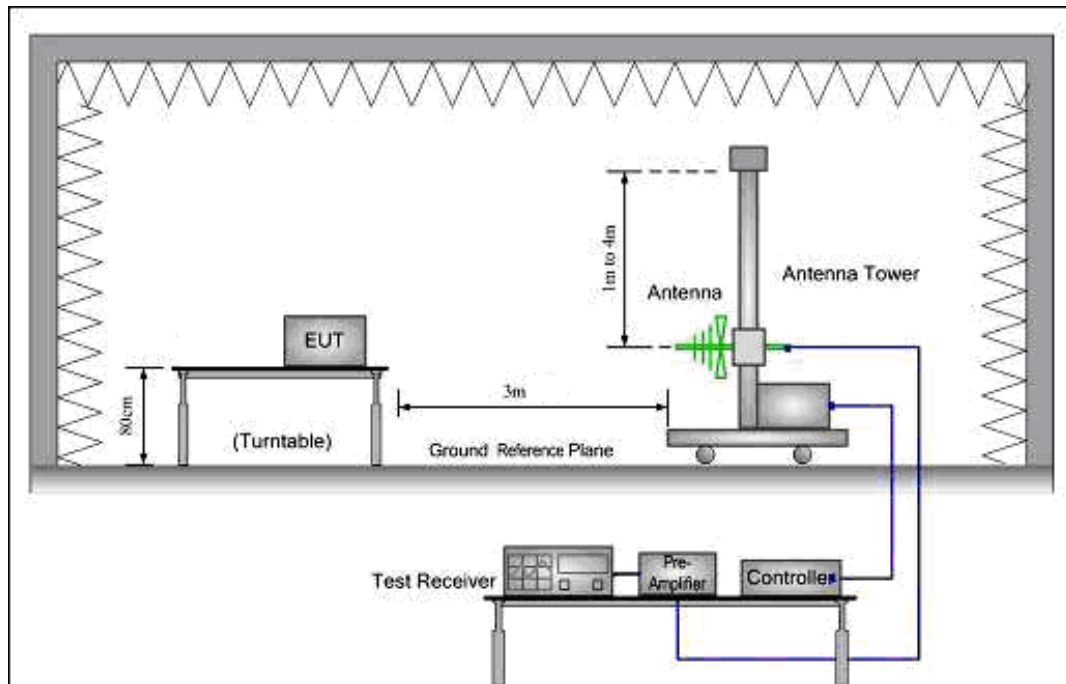 1m to 4m
Antenna
Antenna Tower
EUT
80cm
3m
(Turntable)
Ground Reference Plane
Test Receiver
Pre-
Amplifier
Controller